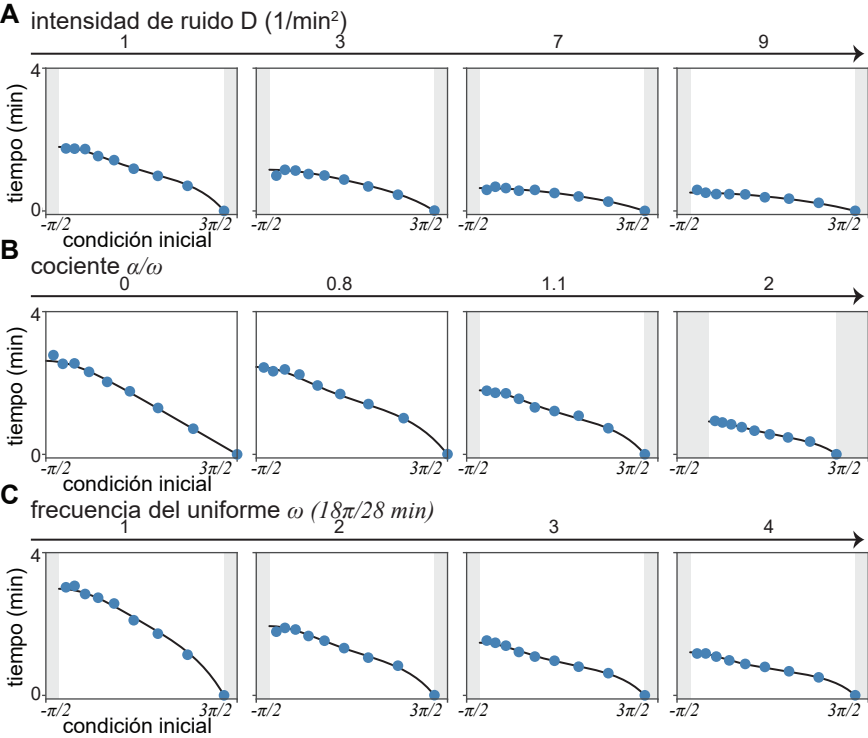 A intensidad de ruido D (1/min²)
1 3 7 9
4
tiempo (min)
0
-π/2 3π/2 -π/2 3π/2 -π/2 3π/2 -π/2 3π/2
condición inicial
B cociente α/ω
0 0.8 1.1 2
4
tiempo (min)
0
-π/2 3π/2 -π/2 3π/2 -π/2 3π/2 -π/2 3π/2
condición inicial
C frecuencia del uniforme ω (18π/28 min)
1 2 3 4
4
tiempo (min)
0
-π/2 3π/2 -π/2 3π/2 -π/2 3π/2 -π/2 3π/2
condición inicial